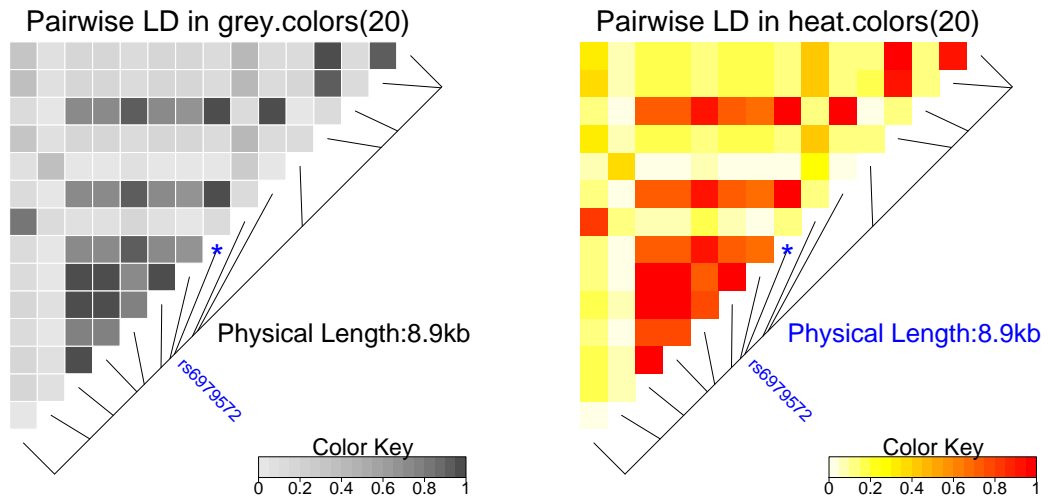 Pairwise LD in grey.colors(20)
*
Physical Length:8.9kb
rs6979572
Color Key
0 0.2 0.4 0.6 0.8 1
Pairwise LD in heat.colors(20)
*
Physical Length:8.9kb
rs6979572
Color Key
0 0.2 0.4 0.6 0.8 1